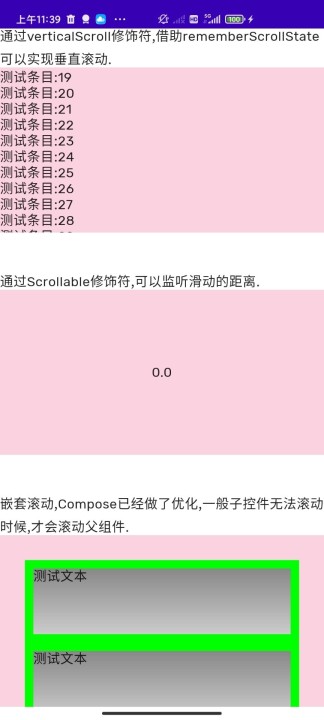 上午11:39
100
通过verticalScroll修饰符,借助rememberScrollState
可以实现垂直滚动.
测试条目:19
测试条目:20
测试条目:21
测试条目:22
测试条目:23
测试条目:24
测试条目:25
测试条目:26
测试条目:27
测试条目:28
通过Scrollable修饰符,可以监听滑动的距离.
0.0
嵌套滚动,Compose已经做了优化,一般子控件无法滚动
时候,才会滚动父组件.
测试文本
测试文本